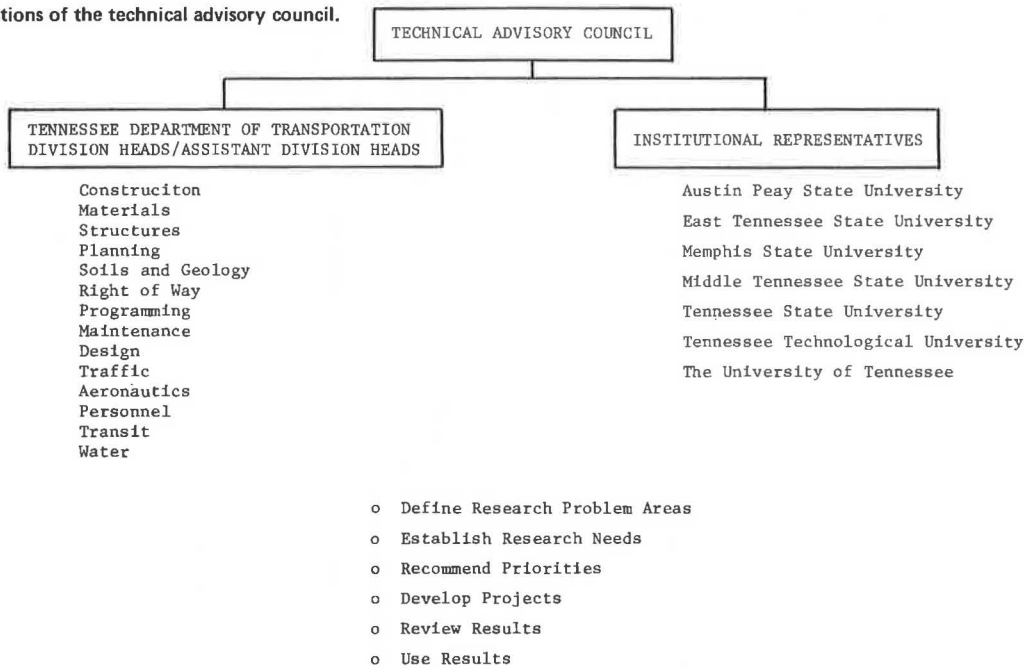 tions of the technical advisory council.
TECHNICAL ADVISORY COUNCIL
TENNESSEE DEPARTMENT OF TRANSPORTATION
DIVISION HEADS/ASSISTANT DIVISION HEADS
Construciton
Materials
Structures
Planning
Soils and Geology
Right of Way
Programming
Maintenance
Design
Traffic
Aeronautics
Personnel
Transit
Water
INSTITUTIONAL REPRESENTATIVES
Austin Peay State University
East Tennessee State University
Memphis State University
Middle Tennessee State University
Tennessee State University
Tennessee Technological University
The University of Tennessee
o Define Research Problem Areas
o Establish Research Needs
o Recommend Priorities
o Develop Projects
o Review Results
o Use Results